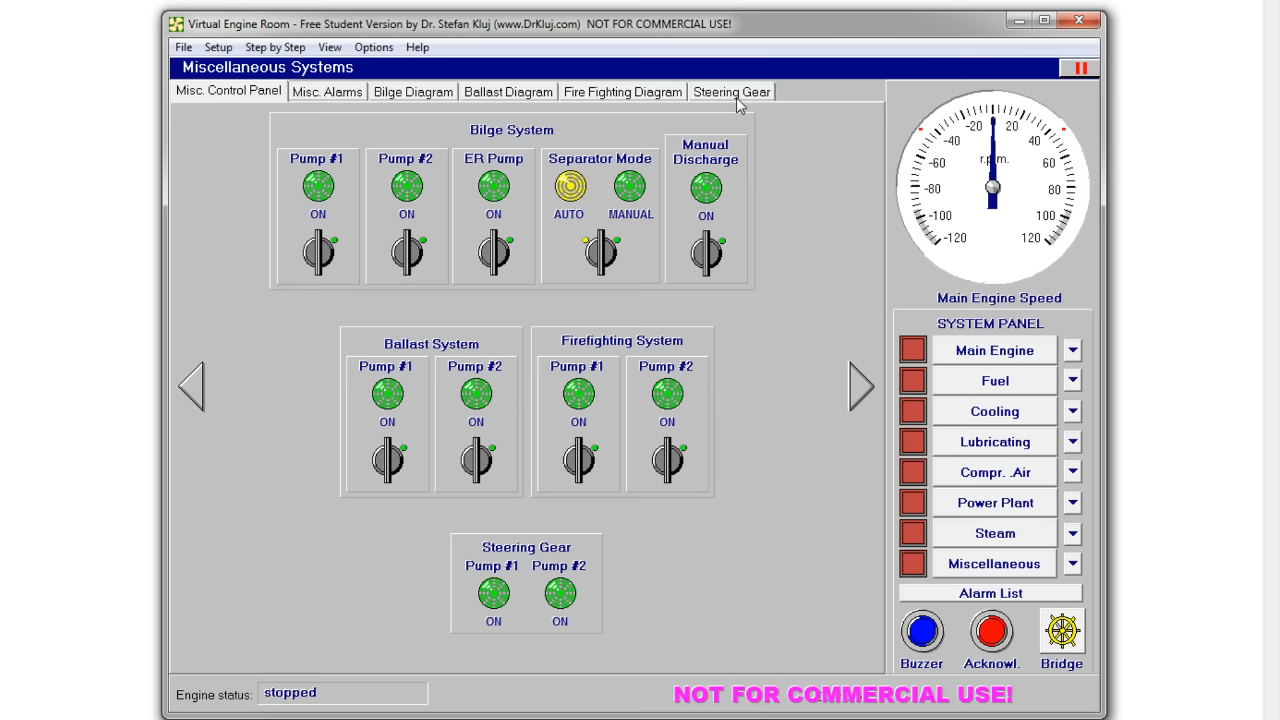 Virtual Engine Room - Free Student Version by Dr. Stefan Kluj (www.DrKluj.com)  NOT FOR COMMERCIAL USE!
File Setup Step by Step View Options Help
Miscellaneous Systems
Misc. Control Panel Misc. Alarms Bilge Diagram Ballast Diagram Fire Fighting Diagram Steering Gear
Bilge System
Pump #1 Pump #2 ER Pump Separator Mode Manual Discharge
ON ON ON AUTO MANUAL ON
Ballast System
Pump #1 Pump #2
ON ON
Firefighting System
Pump #1 Pump #2
ON ON
Steering Gear
Pump #1 Pump #2
ON ON
-20 20
-40 40
r.p.m.
-60 60
-80 80
-100 100
-120 120
Main Engine Speed
SYSTEM PANEL
Main Engine
Fuel
Cooling
Lubricating
Compr. .Air
Power Plant
Steam
Miscellaneous
Alarm List
Buzzer Acknowl. Bridge
Engine status: stopped
NOT FOR COMMERCIAL USE!